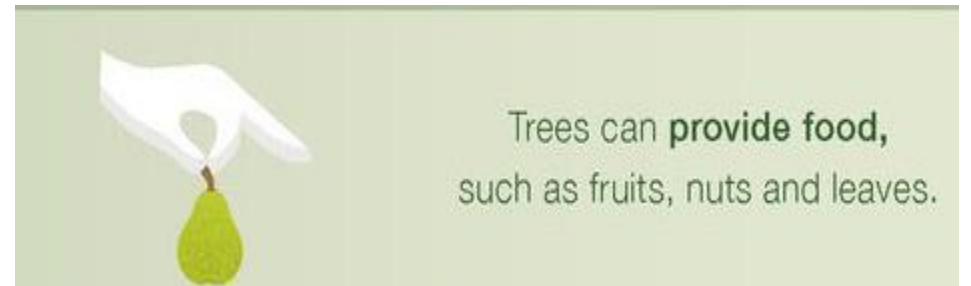 Trees can provide food,
such as fruits, nuts and leaves.